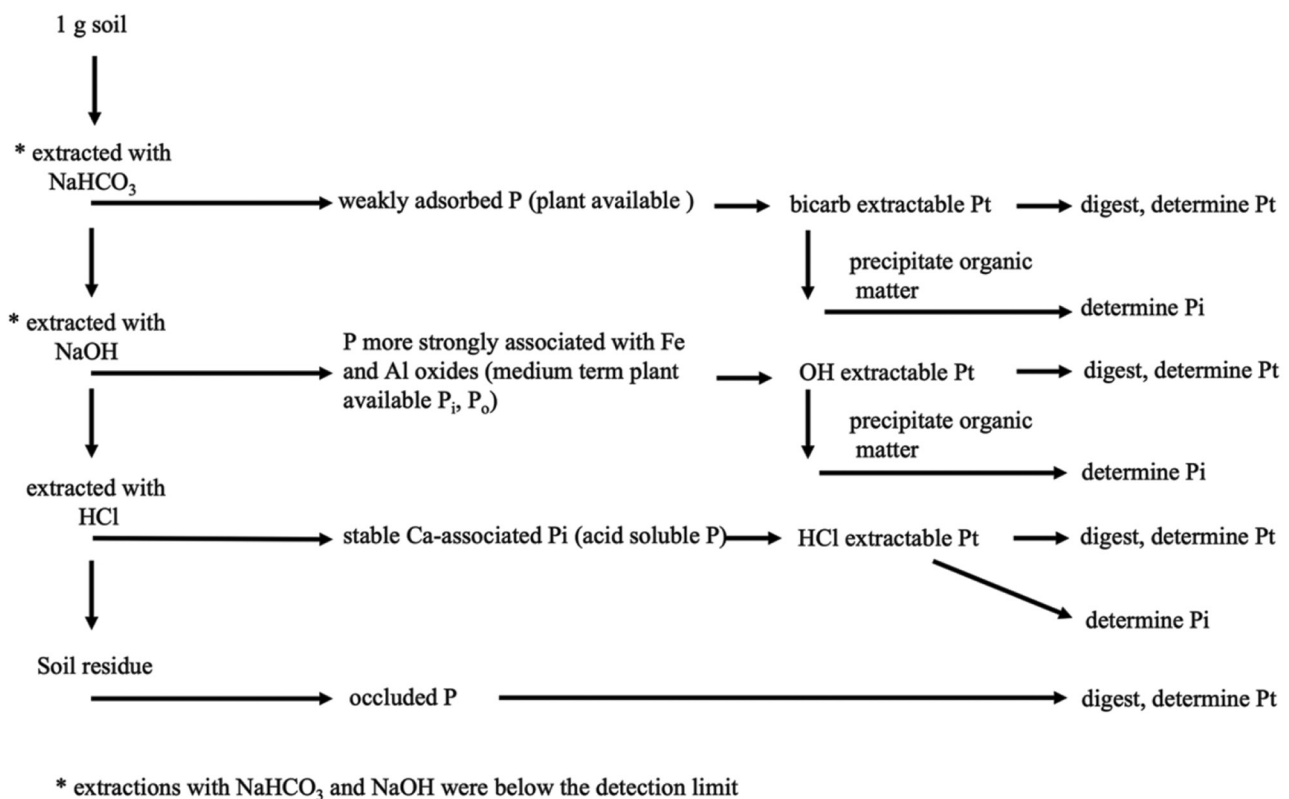 1 g soil
* extracted with
NaHCO₃
weakly adsorbed P (plant available )
bicarb extractable Pt
digest, determine Pt
precipitate organic
matter
determine Pi
* extracted with
NaOH
P more strongly associated with Fe
and Al oxides (medium term plant
available Pᵢ, Pₒ)
OH extractable Pt
digest, determine Pt
precipitate organic
matter
determine Pi
extracted with
HCl
stable Ca-associated Pi (acid soluble P)
HCl extractable Pt
digest, determine Pt
determine Pi
Soil residue
occluded P
digest, determine Pt
* extractions with NaHCO₃ and NaOH were below the detection limit